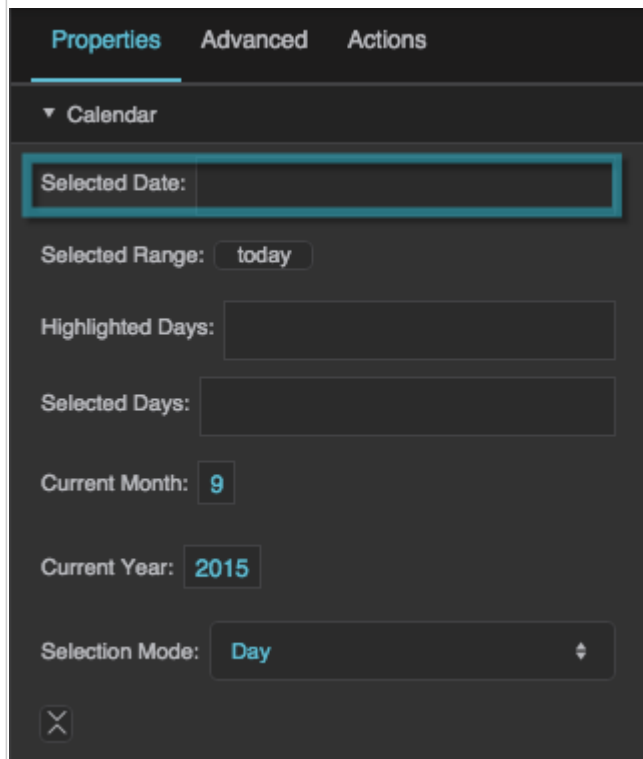 Properties Advanced Actions
Calendar
Selected Date:
Selected Range: today
Highlighted Days:
Selected Days:
Current Month: 9
Current Year: 2015
Selection Mode: Day